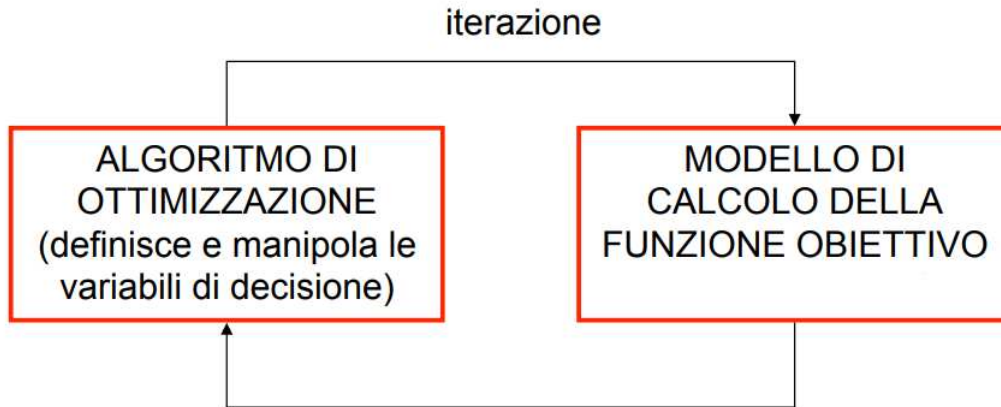 iterazione
ALGORITMO DI
OTTIMIZZAZIONE
(definisce e manipola le
variabili di decisione)
MODELLO DI
CALCOLO DELLA
FUNZIONE OBIETTIVO